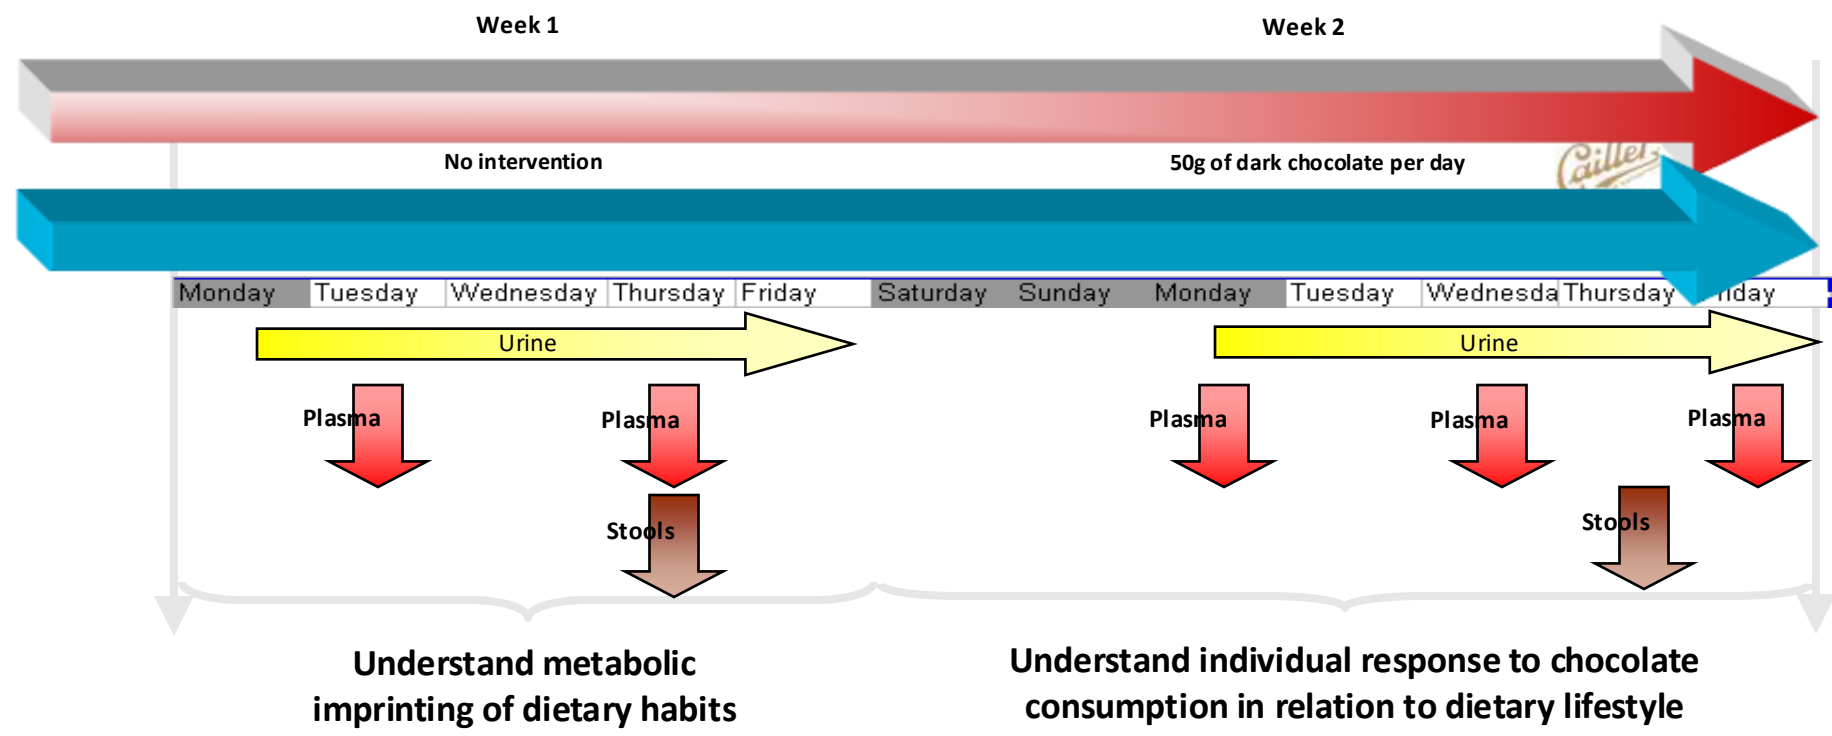 Week 1
Week 2
No intervention
50g of dark chocolate per day
Cailler
Monday Tuesday Wednesday Thursday Friday Saturday Sunday Monday Tuesday Wednesda Thursday
Urine
Urine
Plasma
Plasma
Plasma
Plasma
Plasma
Stools
Stools
Understand metabolic
imprinting of dietary habits
Understand individual response to chocolate
consumption in relation to dietary lifestyle